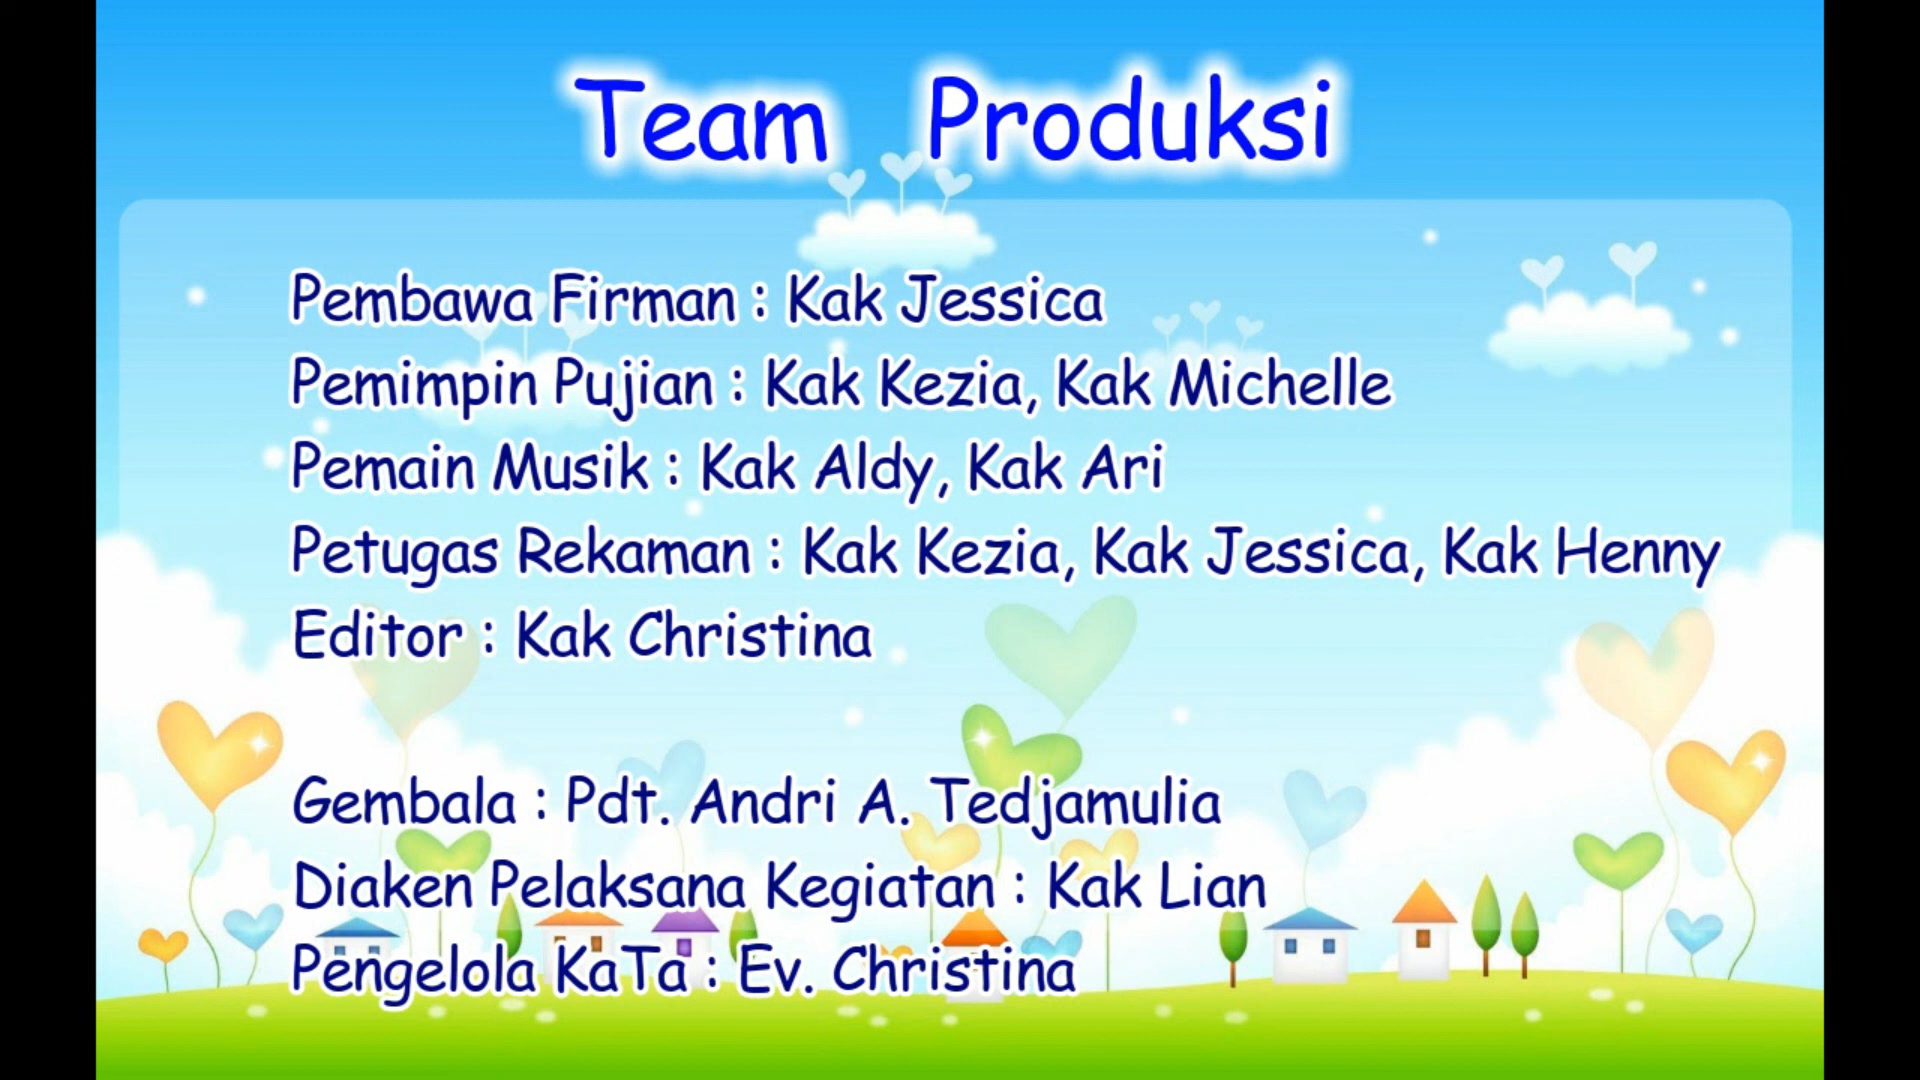 Team Produksi
Pembawa Firman : Kak Jessica
Pemimpin Pujian : Kak Kezia, Kak Michelle
Pemain Musik : Kak Aldy, Kak Ari
Petugas Rekaman : Kak Kezia, Kak Jessica, Kak Henny
Editor : Kak Christina
Gembala : Pdt. Andri A. Tedjamulia
Diaken Pelaksana Kegiatan : Kak Lian
Pengelola KaTa : Ev. Christina